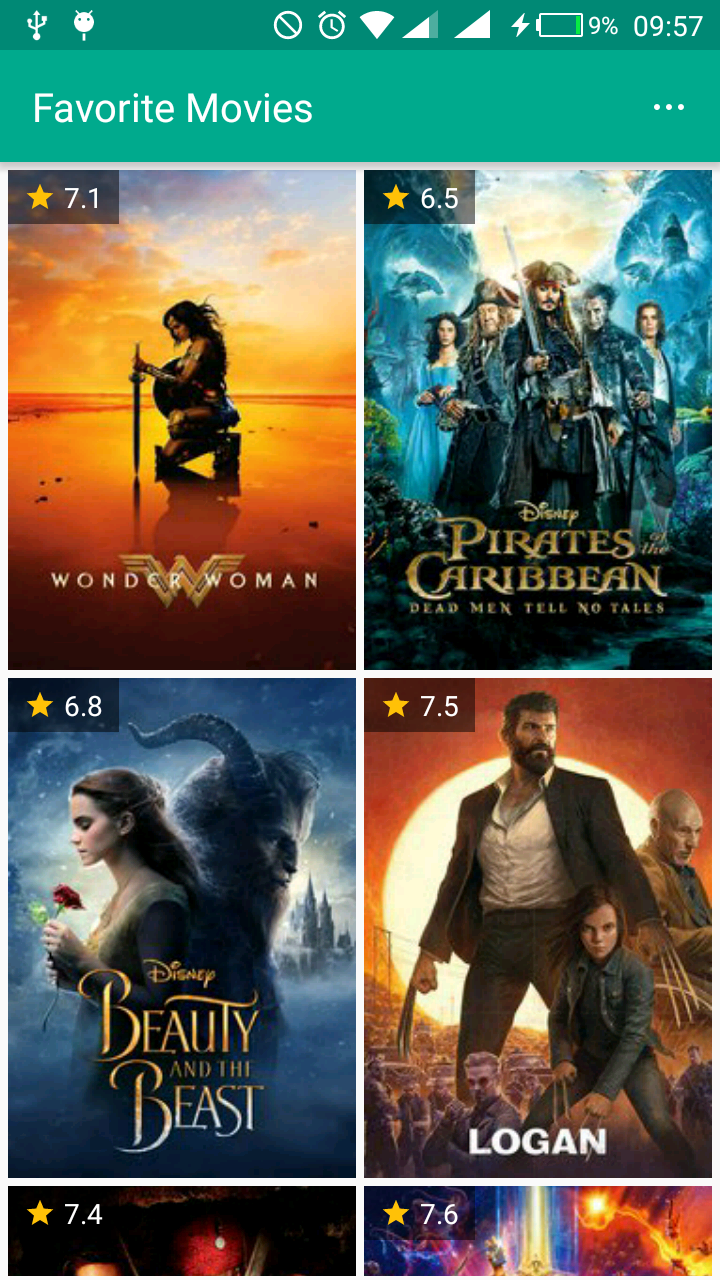 9% 09:57
Favorite Movies
7.1
6.5
WONDER WOMAN
Disney
PIRATES of the
CARIBBEAN
DEAD MEN TELL NO TALES
6.8
7.5
Disney
BEAUTY
AND THE
BEAST
LOGAN
7.4
7.6